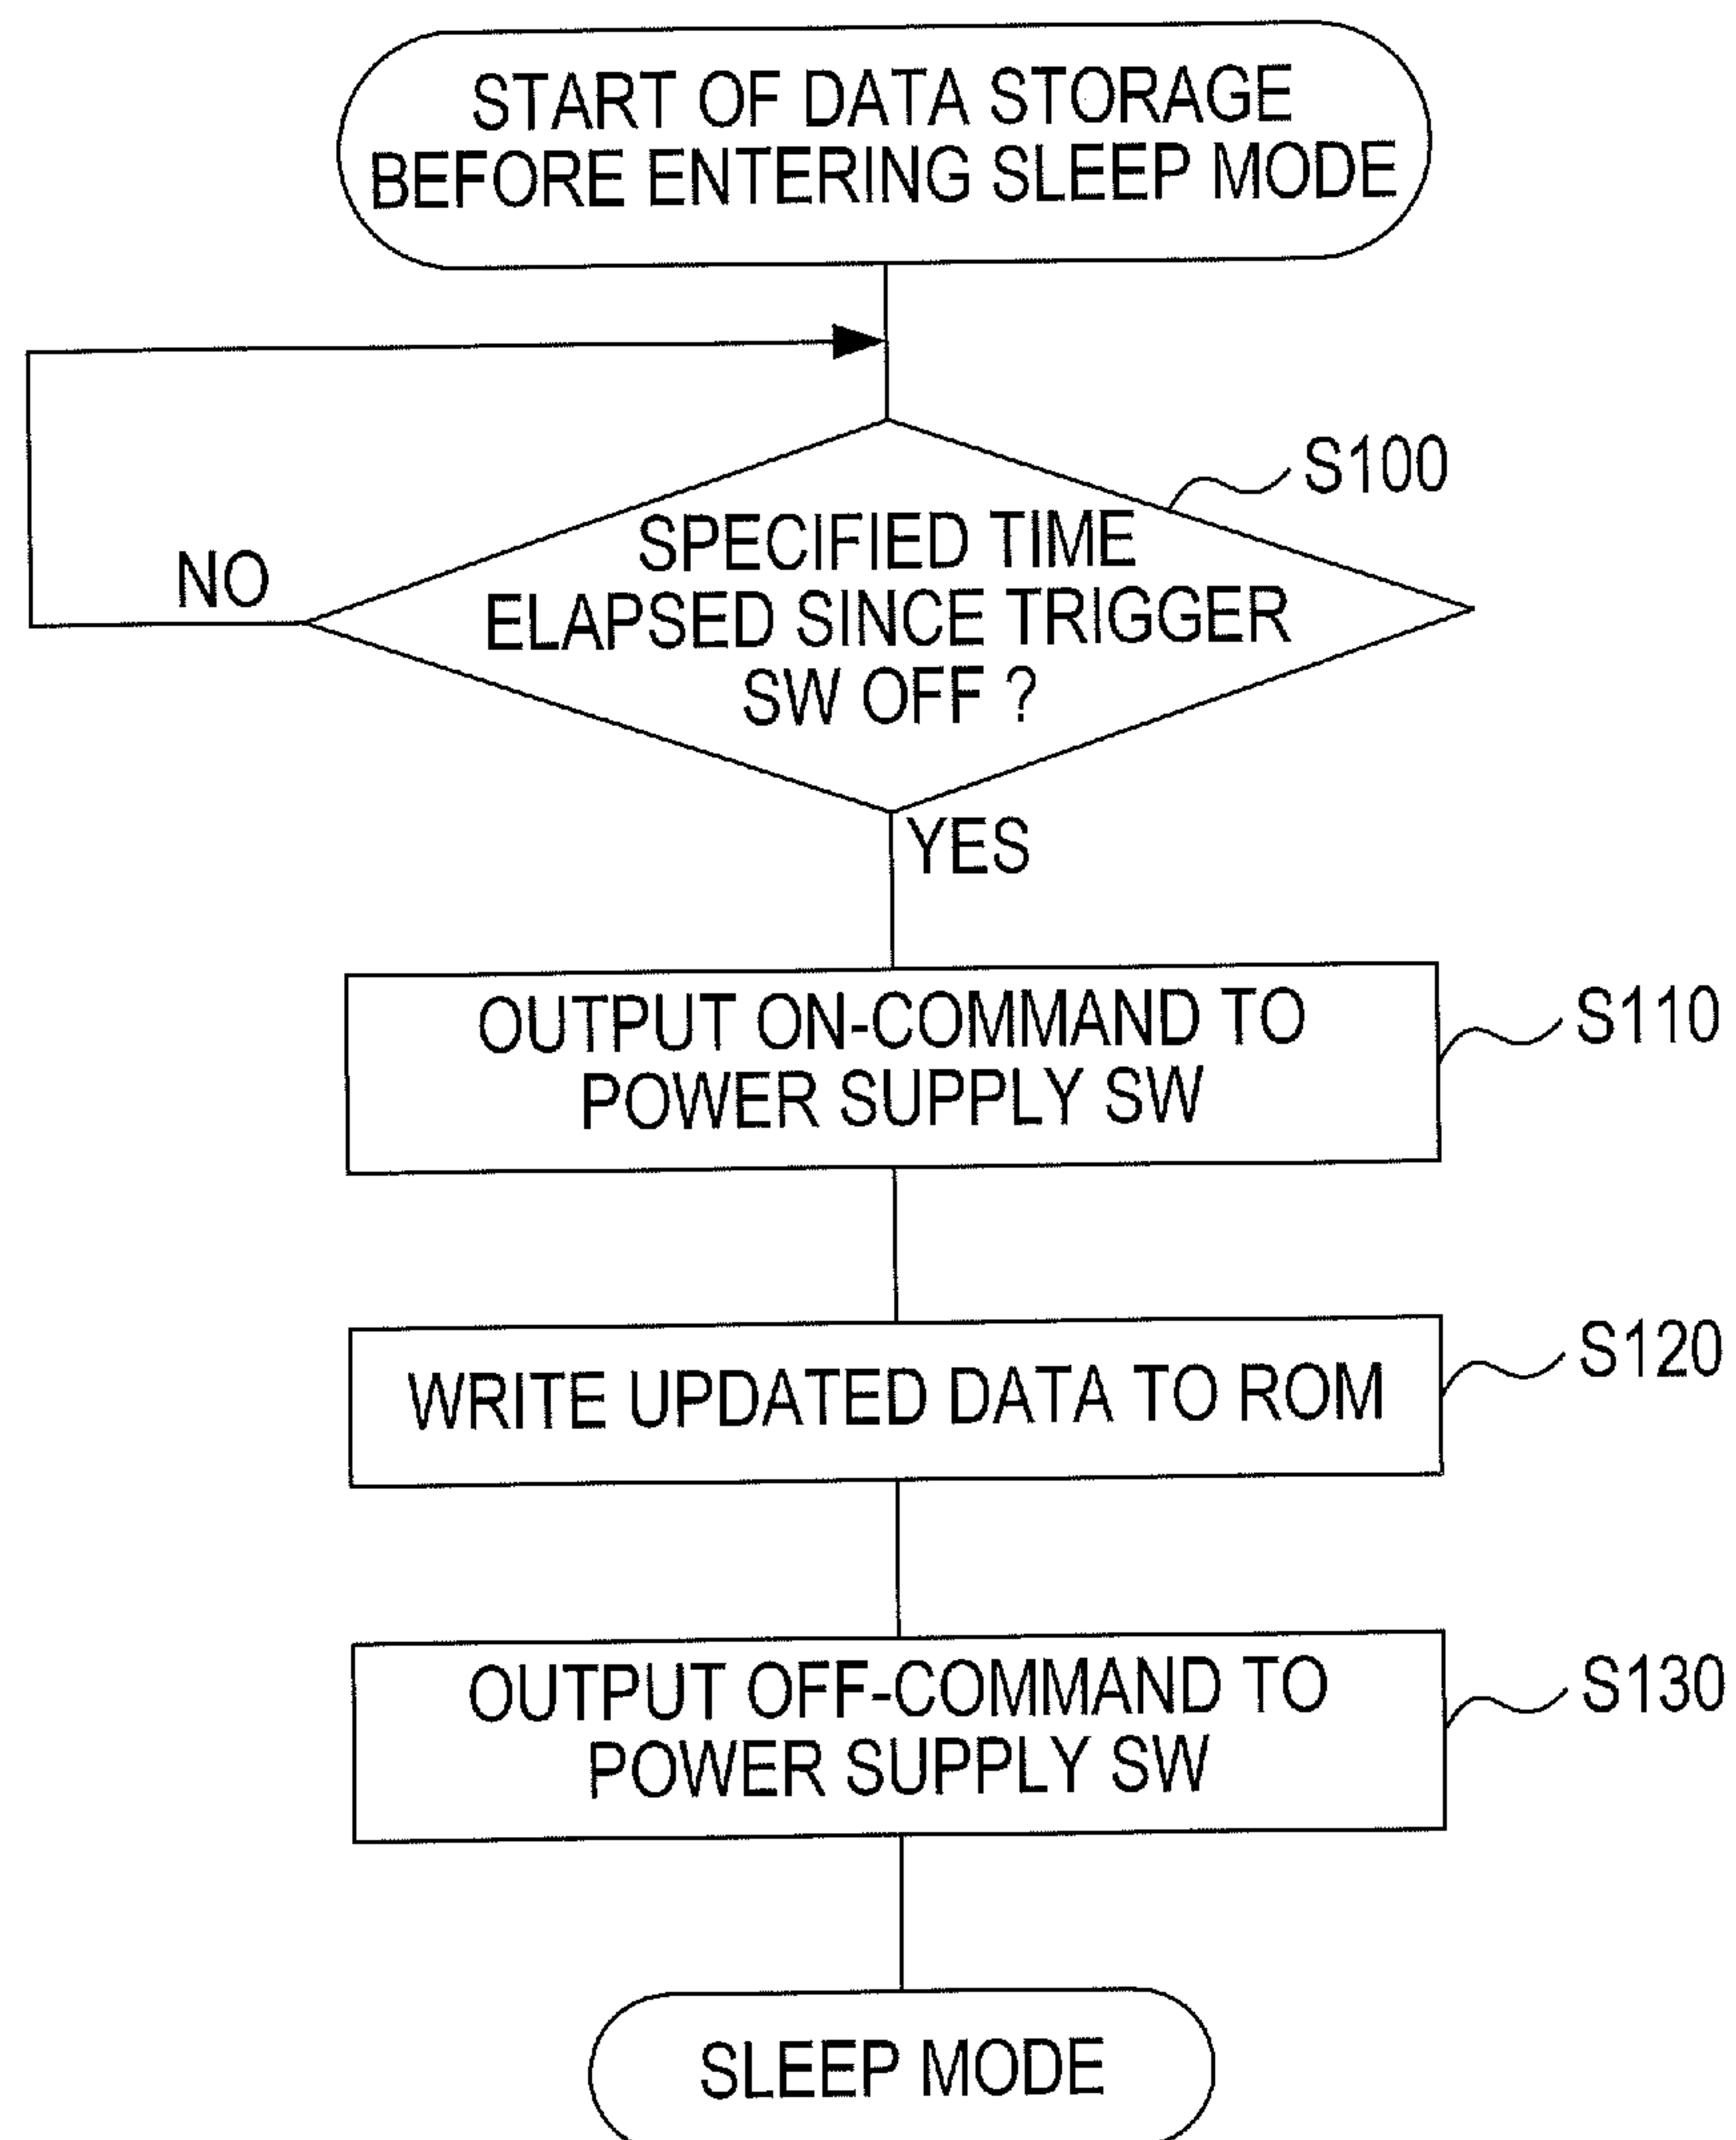 START OF DATA STORAGE
BEFORE ENTERING SLEEP MODE
S100
SPECIFIED TIME
ELAPSED SINCE TRIGGER
SW OFF ?
NO
YES
OUTPUT ON-COMMAND TO
POWER SUPPLY SW
S110
WRITE UPDATED DATA TO ROM
S120
OUTPUT OFF-COMMAND TO
POWER SUPPLY SW
S130
SLEEP MODE